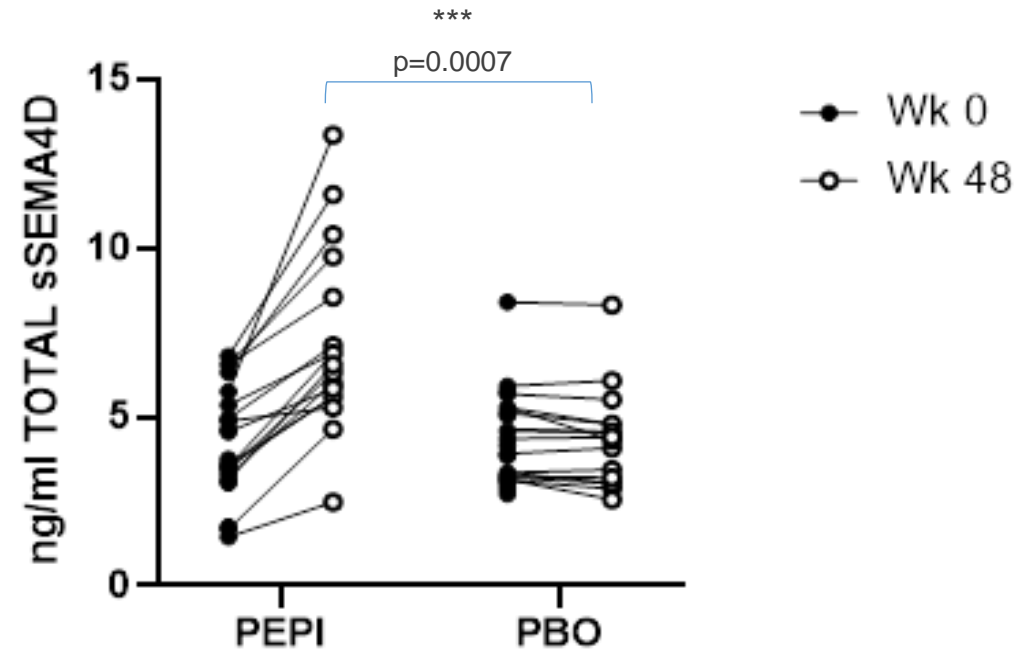 ***
p=0.0007
15
10
5
0
ng/ml TOTAL sSEMA4D
PEPI
PBO
Wk 0
Wk 48